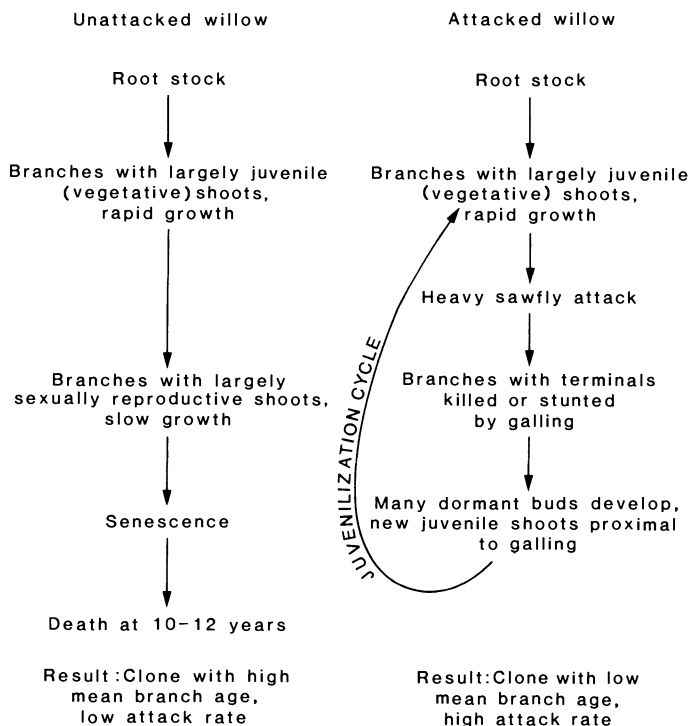 Unattacked willow
Root stock
Branches with largely juvenile
(vegetative) shoots,
rapid growth
Branches with largely
sexually reproductive shoots,
slow growth
Senescence
Death at 10-12 years
Result: Clone with high
mean branch age,
low attack rate
Attacked willow
Root stock
Branches with largely juvenile
(vegetative) shoots,
rapid growth
Heavy sawfly attack
Branches with terminals
killed or stunted
by galling
Many dormant buds develop,
new juvenile shoots proximal
to galling
JUVENILIZATION CYCLE
Result: Clone with low
mean branch age,
high attack rate